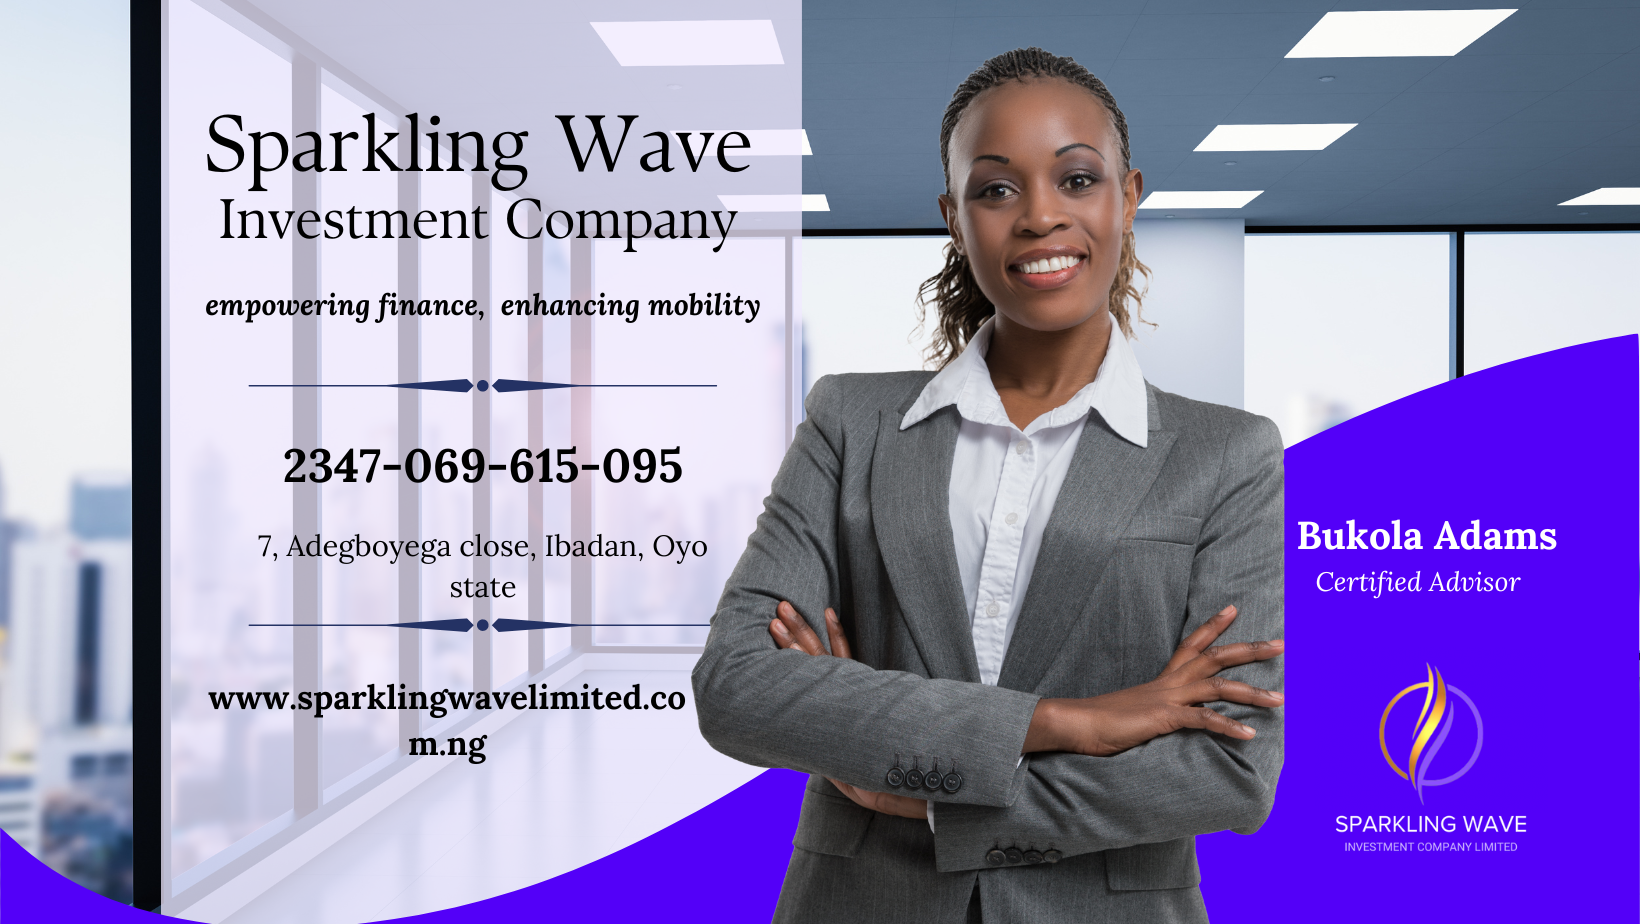 Sparkling Wave
Investment Company
empowering finance, enhancing mobility
2347-069-615-095
7, Adegboyega close, Ibadan, Oyo
state
www.sparklingwavelimited.co
m.ng
Bukola Adams
Certified Advisor
SPARKLING WAVE
INVESTMENT COMPANY LIMITED